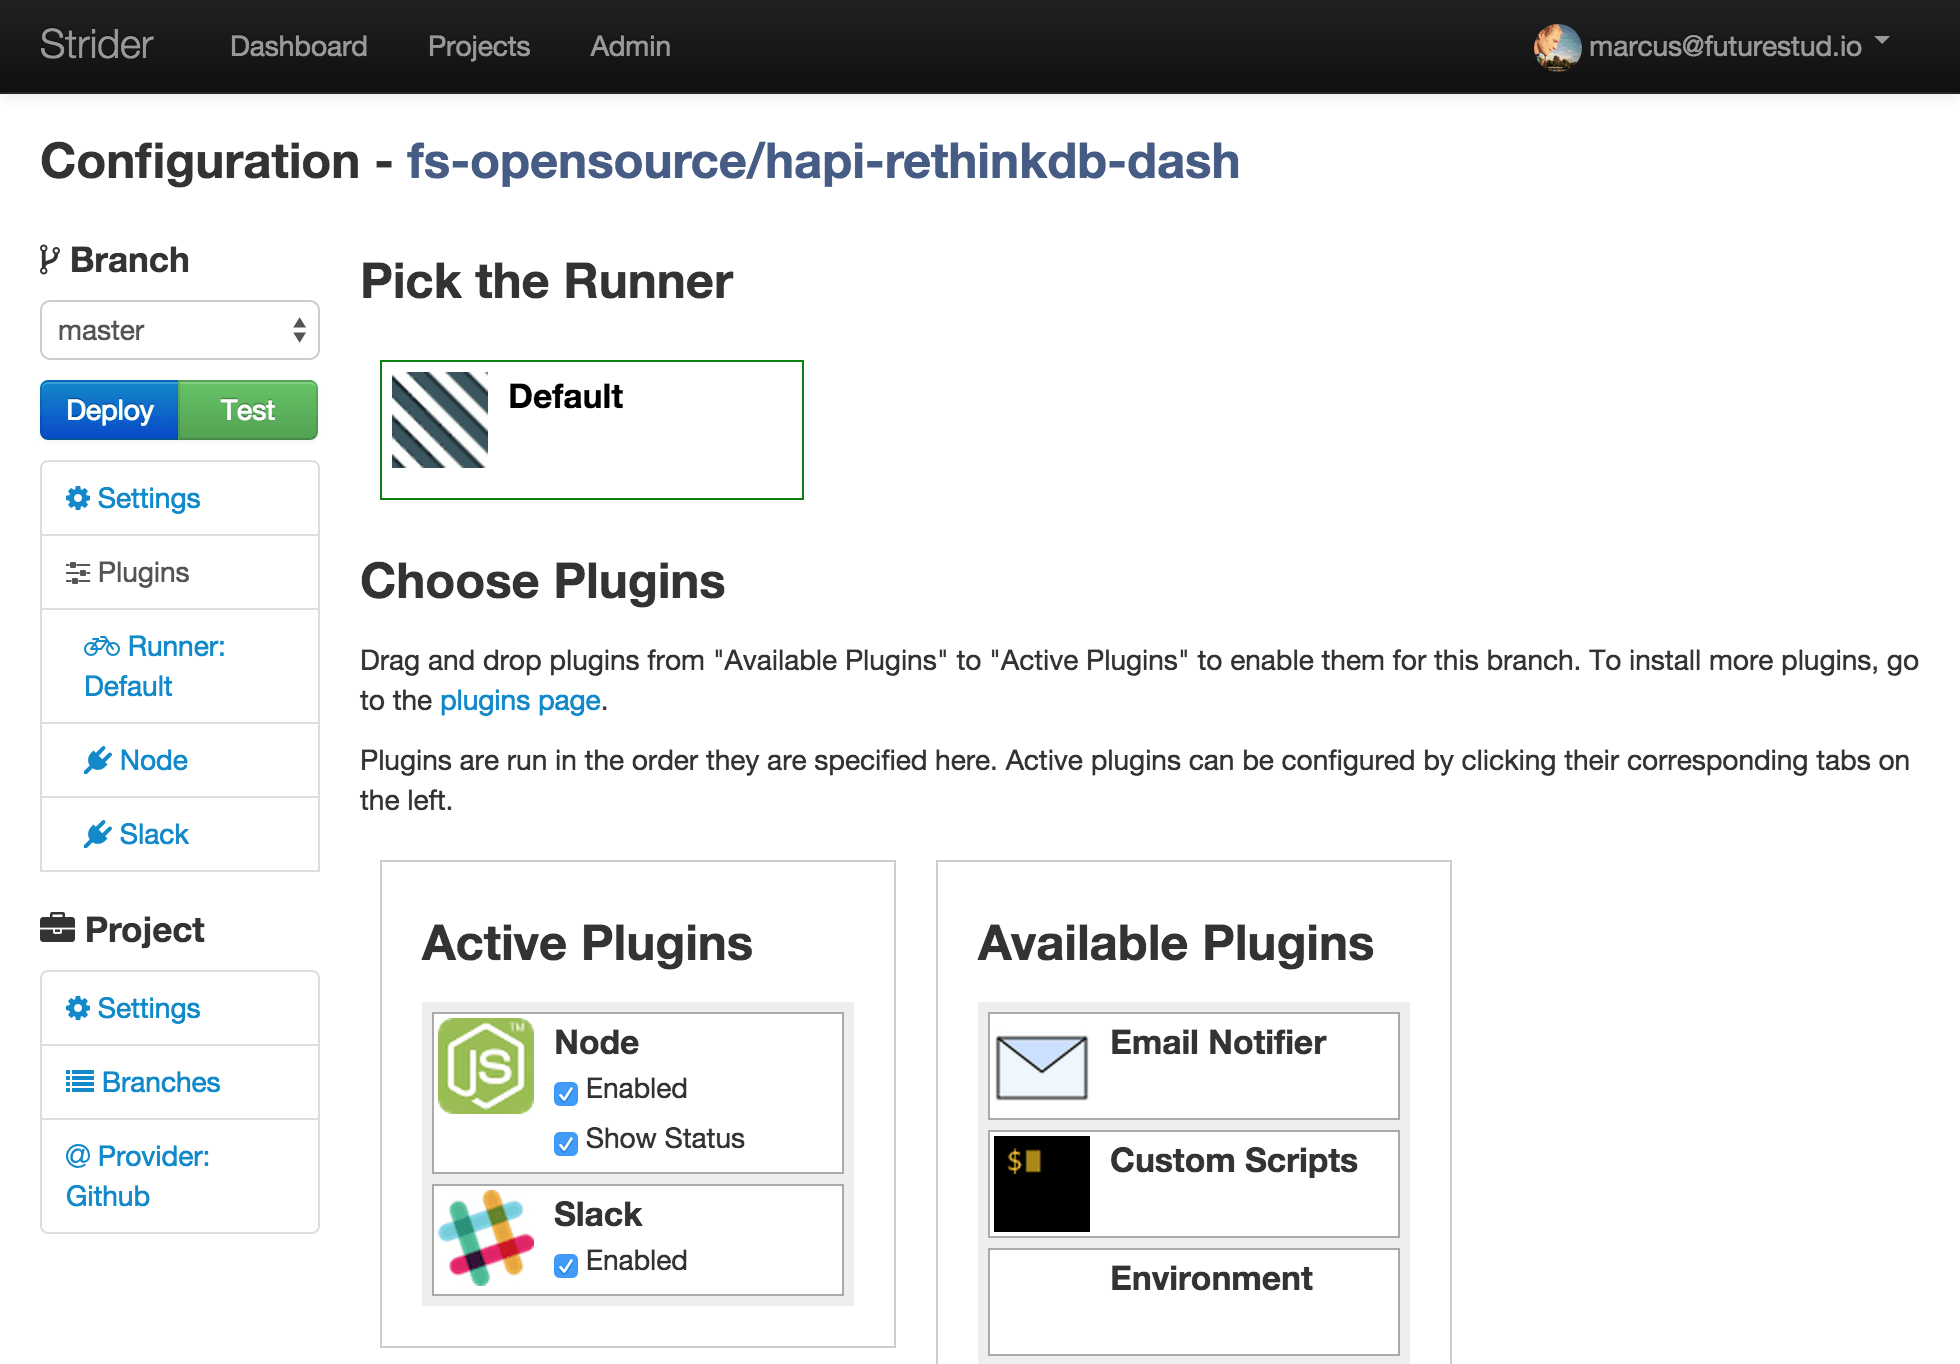 Strider Dashboard Projects Admin marcus@futurestud.io
Configuration - fs-opensource/hapi-rethinkdb-dash
Branch
master
Deploy Test
Settings
Plugins
Runner:
Default
Node
Slack
Project
Settings
Branches
@ Provider:
Github
Pick the Runner
Default
Choose Plugins
Drag and drop plugins from "Available Plugins" to "Active Plugins" to enable them for this branch. To install more plugins, go
to the plugins page.
Plugins are run in the order they are specified here. Active plugins can be configured by clicking their corresponding tabs on
the left.
Active Plugins
JS TM
Node
Enabled
Show Status
Slack
Enabled
Available Plugins
Email Notifier
$
Custom Scripts
Environment